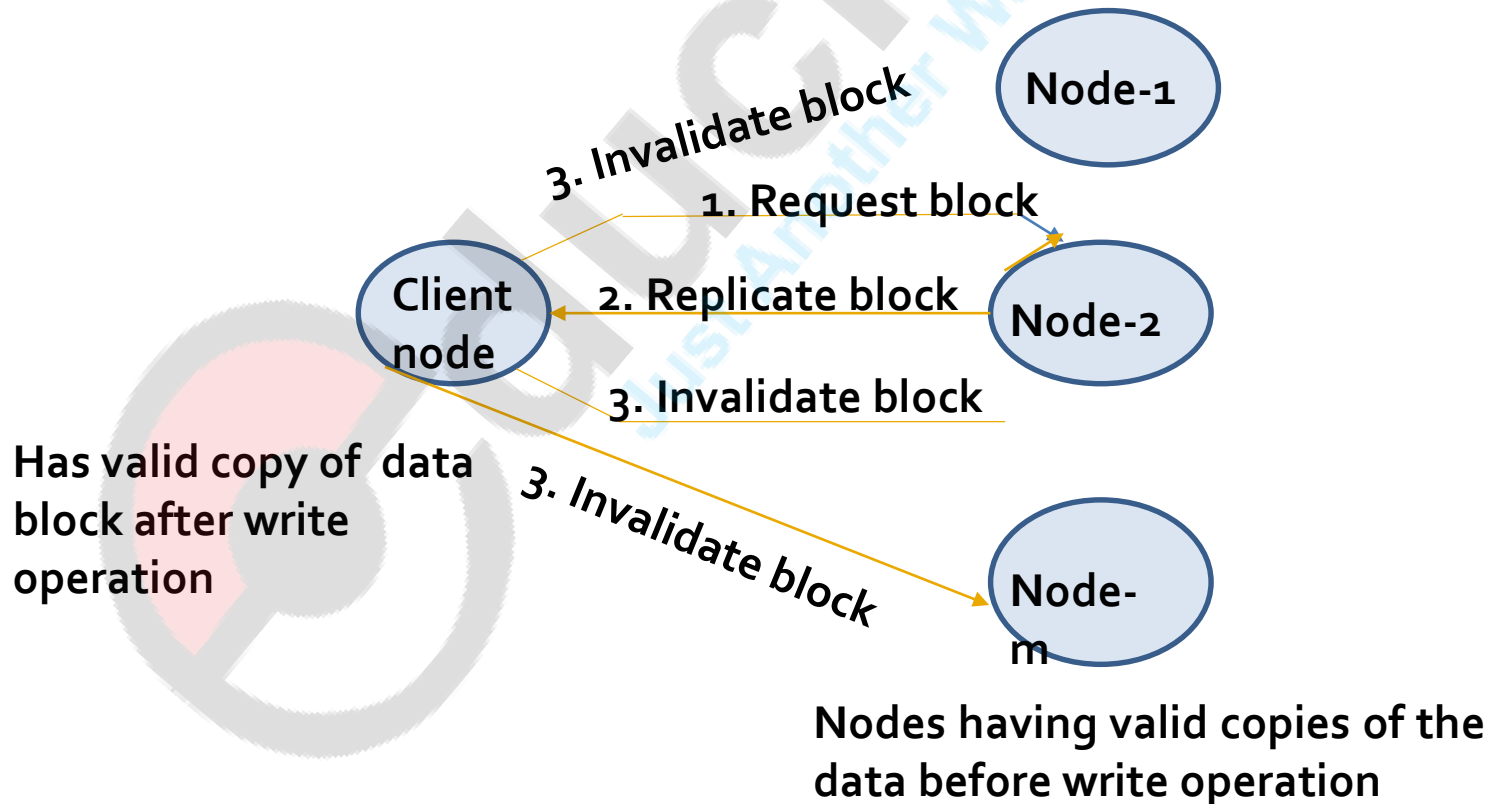 Node-1
3. Invalidate block
1. Request block
Client
node
2. Replicate block
Node-2
3. Invalidate block
Has valid copy of data
block after write
operation
3. Invalidate block
Node-
m
Nodes having valid copies of the
data before write operation
Just Another